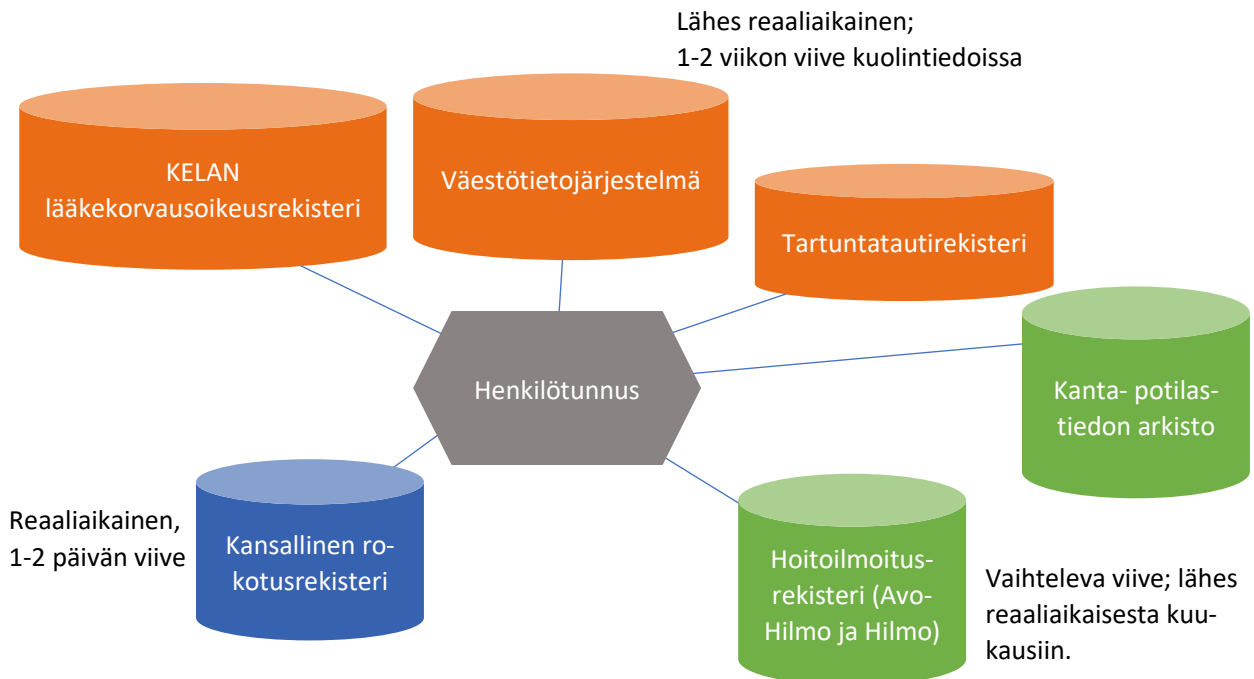 Lähes reaaliaikainen;
1-2 viikon viive kuolintiedoissa
KELAN
lääkekorvausoikeusrekisteri
Väestötietojärjestelmä
Tartuntatautirekisteri
Henkilötunnus
Kanta- potilas-
tiedon arkisto
Reaaliaikainen,
1-2 päivän viive
Kansallinen ro-
kotusrekisteri
Hoitoilmoitus-
rekisteri (Avo-
Hilmo ja Hilmo)
Vaihteleva viive; lähes
reaaliaikaisesta kuu-
kausiin.